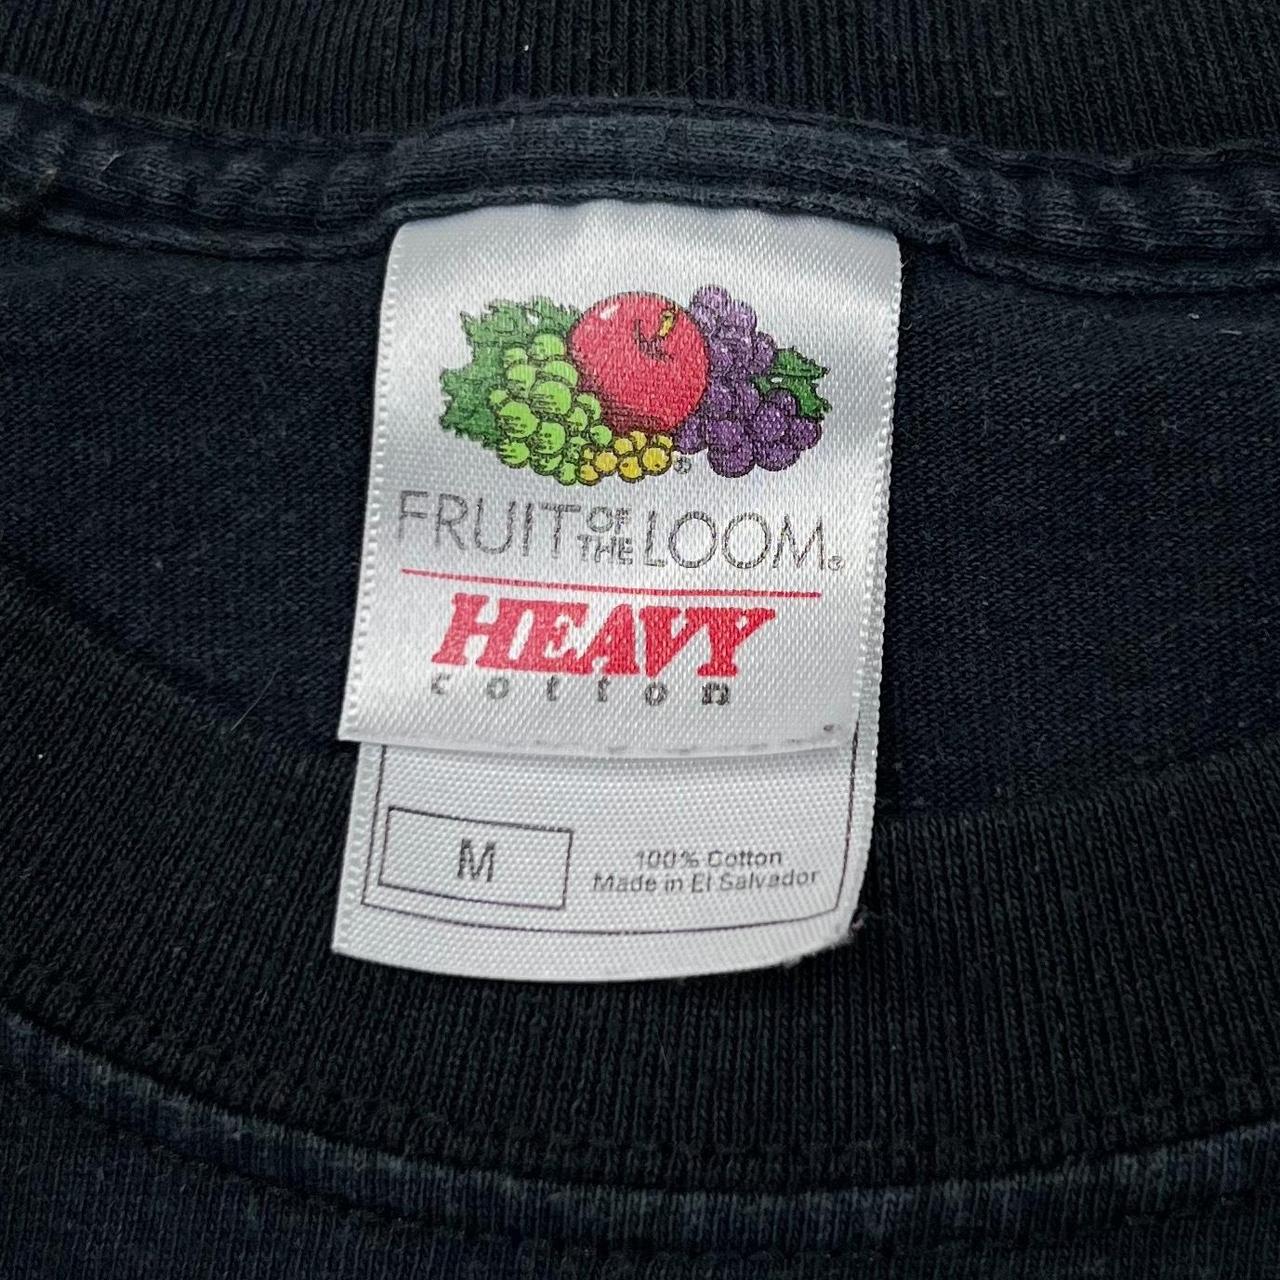 FRUIT OF THE LOOM®
HEAVY
cotton
M
100% Cotton
Made in El Salvador